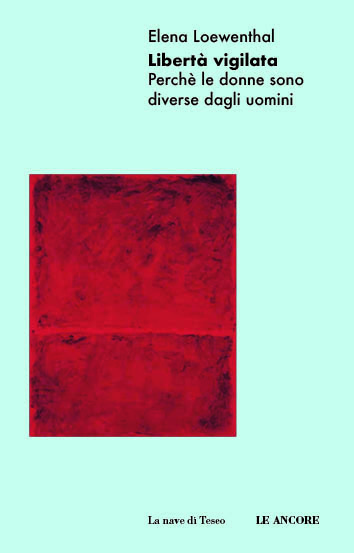 Elena Loewenthal
Libertà vigilata
Perchè le donne sono
diverse dagli uomini
La nave di Teseo LE ANCORE